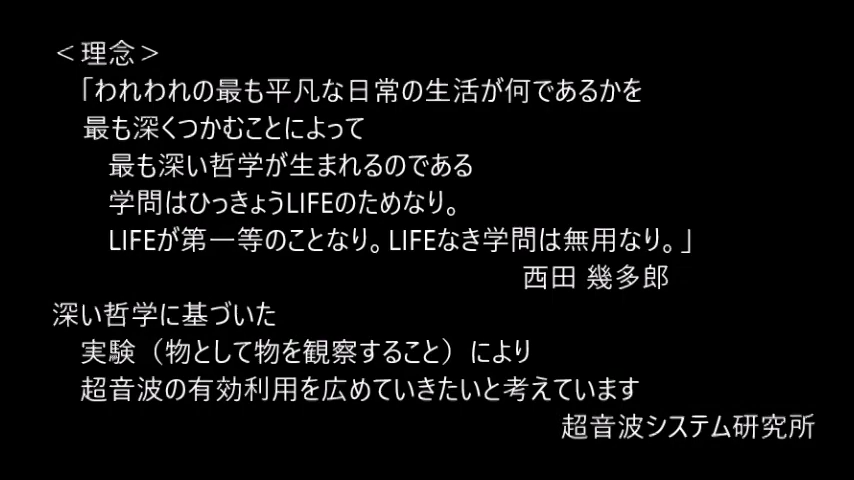 ＜理念＞
「われわれの最も平凡な日常の生活が何であるかを
最も深くつかむことによって
最も深い哲学が生まれるのである
学問はひっきょうLIFEのためなり。
LIFEが第一等のことなり。LIFEなき学問は無用なり。」
西田 幾多郎
深い哲学に基づいた
実験（物として物を観察すること）により
超音波の有効利用を広めていきたいと考えています
超音波システム研究所